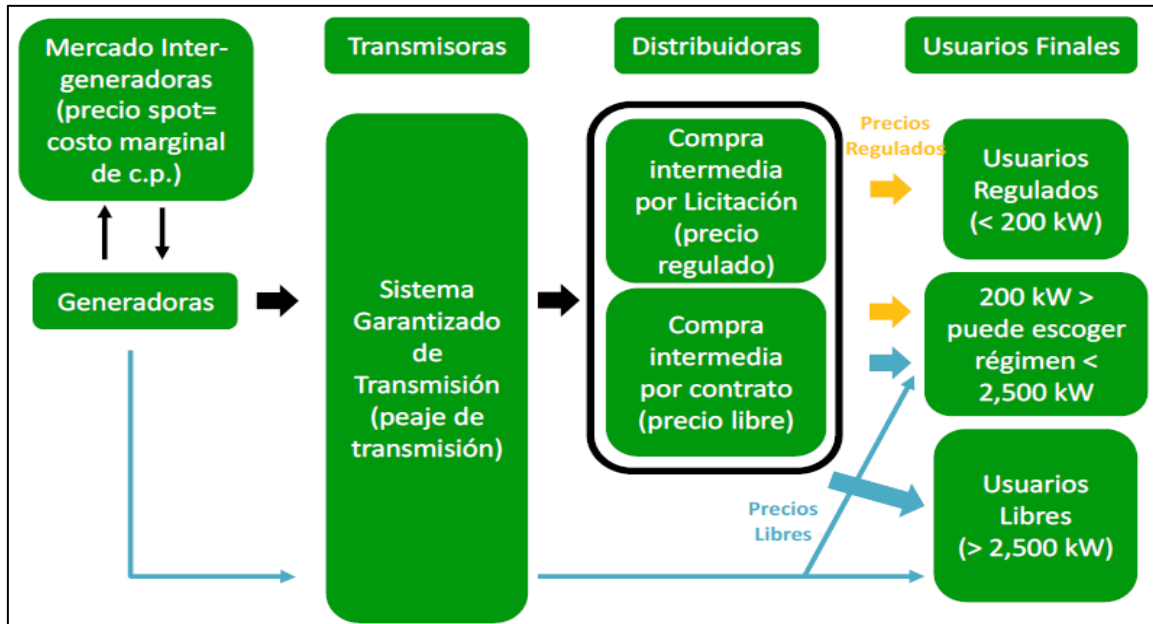 Mercado Inter-
generadoras
(precio spot=
costo marginal
de c.p.)
Generadoras
Transmisoras
Sistema
Garantizado
de
Transmisión
(peaje de
transmisión)
Distribuidoras
Compra
intermedia
por Licitación
(precio
regulado)
Compra
intermedia
por contrato
(precio libre)
Precios
Regulados
Precios
Libres
Usuarios Finales
Usuarios
Regulados
(< 200 kW)
200 kW >
puede escoger
régimen <
2,500 kW
Usuarios
Libres
(> 2,500 kW)